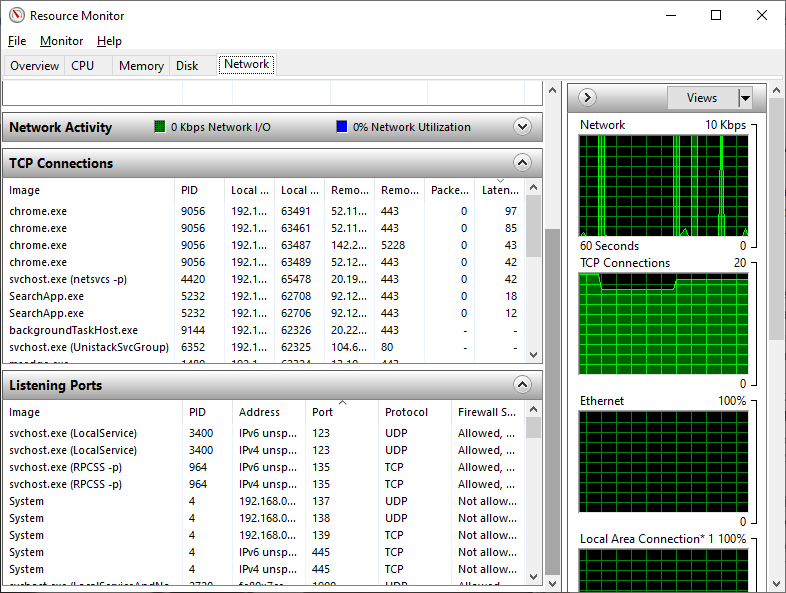 Resource Monitor
File Monitor Help
Overview CPU Memory Disk Network
Network Activity 0 Kbps Network I/O 0% Network Utilization
TCP Connections
Image PID Local ... Local ... Remo... Remo... Packe... Laten...
chrome.exe 9056 192.1... 63491 52.11... 443 0 97
chrome.exe 9056 192.1... 63461 52.11... 443 0 85
chrome.exe 9056 192.1... 63487 142.2... 5228 0 43
chrome.exe 9056 192.1... 63489 52.12... 443 0 42
svchost.exe (netsvcs -p) 4420 192.1... 65478 20.19... 443 0 42
SearchApp.exe 5232 192.1... 62708 92.12... 443 0 18
SearchApp.exe 5232 192.1... 62706 92.12... 443 0 12
backgroundTaskHost.exe 9144 192.1... 62326 20.22... 443 - -
svchost.exe (UnistackSvcGroup) 6352 192.1... 62325 104.6... 80 - -
Listening Ports
Image PID Address Port Protocol Firewall S...
svchost.exe (LocalService) 3400 IPv6 unsp... 123 UDP Allowed, ...
svchost.exe (LocalService) 3400 IPv4 unsp... 123 UDP Allowed, ...
svchost.exe (RPCSS -p) 964 IPv6 unsp... 135 TCP Allowed, ...
svchost.exe (RPCSS -p) 964 IPv4 unsp... 135 TCP Allowed, ...
System 4 192.168.0... 137 UDP Not allow...
System 4 192.168.0... 138 UDP Not allow...
System 4 192.168.0... 139 TCP Not allow...
System 4 IPv6 unsp... 445 TCP Not allow...
System 4 IPv4 unsp... 445 TCP Not allow...
Views
Network 10 Kbps
60 Seconds 0
TCP Connections 20
0
Ethernet 100%
0
Local Area Connection* 1 100%